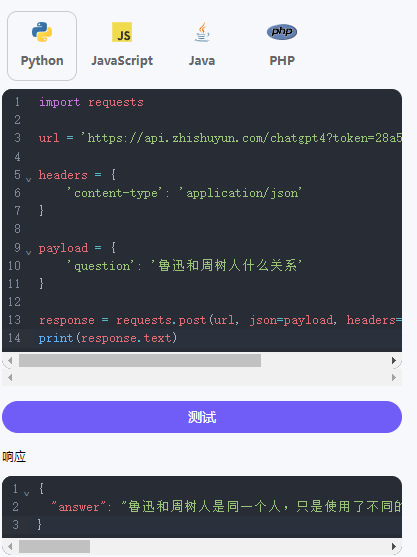 Python JavaScript Java PHP
1 import requests
2
3 url = 'https://api.zhishuyun.com/chatgpt4?token=28a5
4
5 headers = {
6     'content-type': 'application/json'
7 }
8
9 payload = {
10     'question': '鲁迅和周树人什么关系'
11 }
12
13 response = requests.post(url, json=payload, headers=
14 print(response.text)
测试
响应
1 {
2   "answer": "鲁迅和周树人是同一个人，只是使用了不同的
3 }